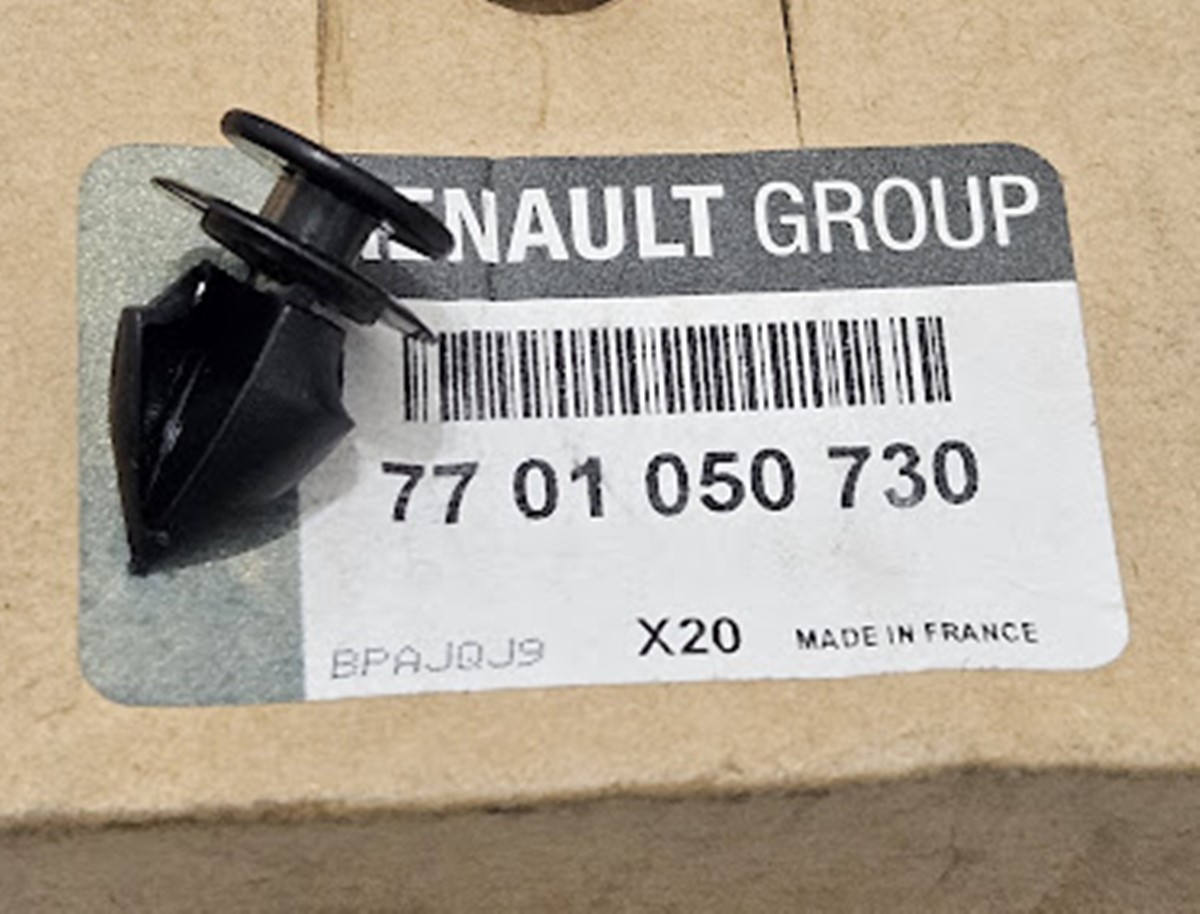 RENAULT GROUP
77 01 050 730
BPAJQJ9 X20 MADE IN FRANCE